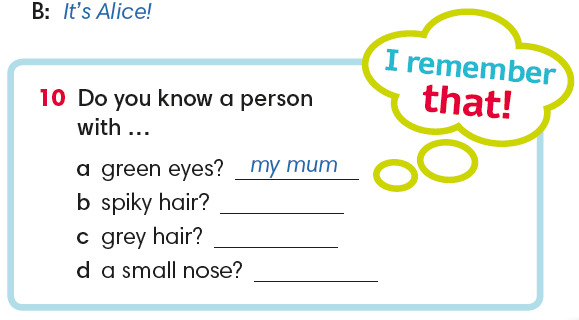 B: It's Alice!
I remember
that!
10 Do you know a person
with ...
a green eyes? my mum
b spiky hair?
c grey hair?
d a small nose?